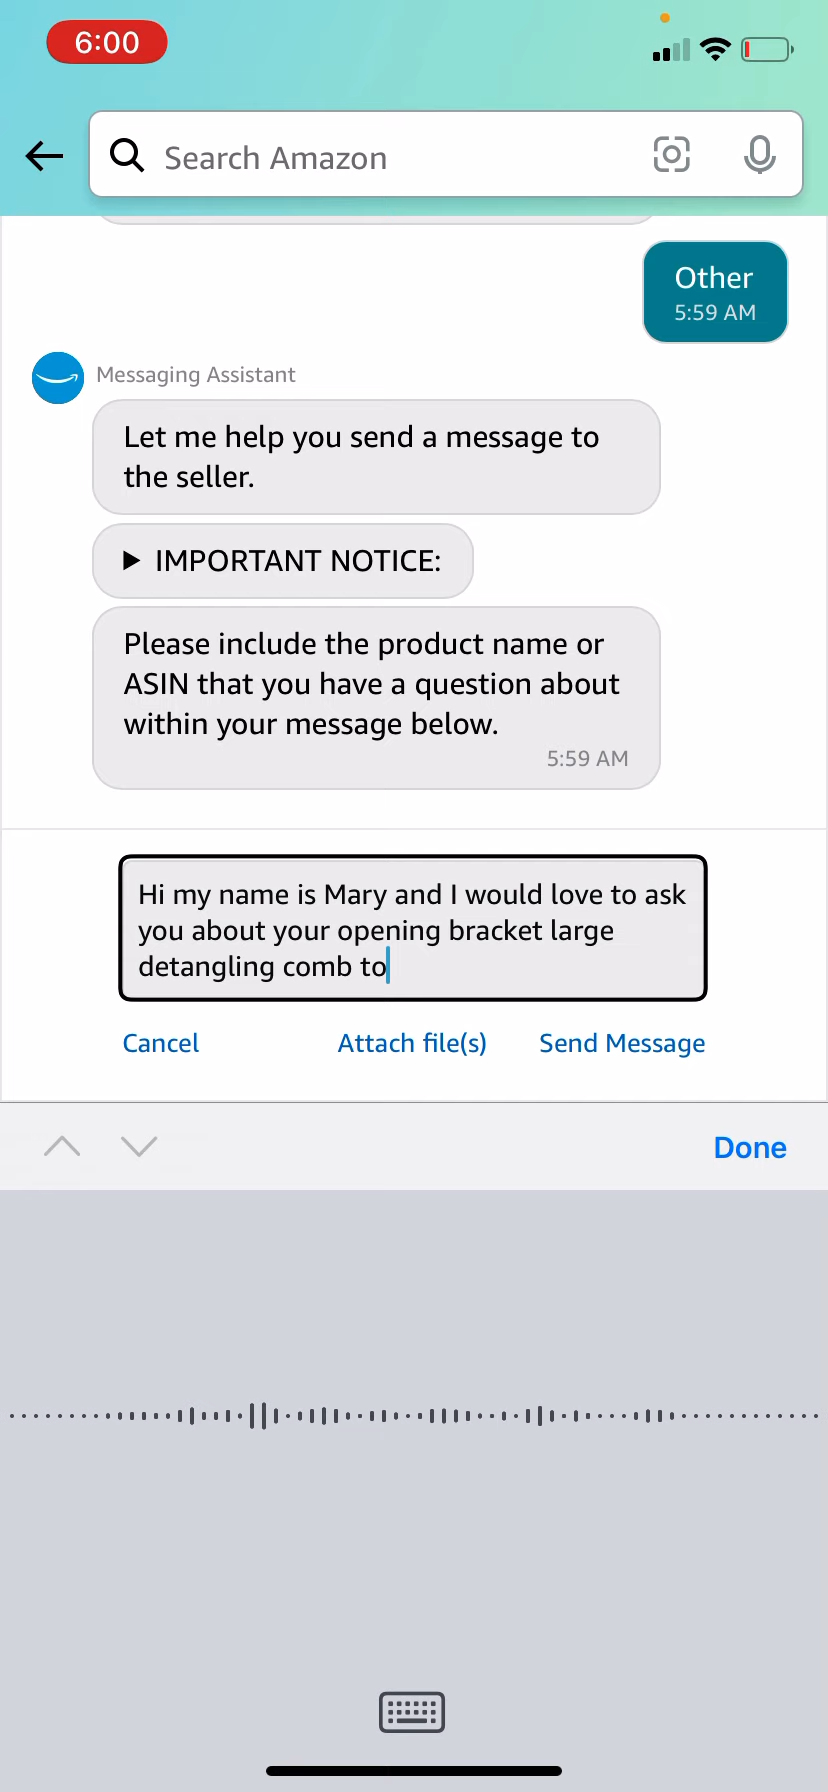 6:00
Search Amazon
Other
5:59 AM
Messaging Assistant
Let me help you send a message to
the seller.
▶ IMPORTANT NOTICE:
Please include the product name or
ASIN that you have a question about
within your message below.
5:59 AM
Hi my name is Mary and I would love to ask
you about your opening bracket large
detangling comb to
Cancel Attach file(s) Send Message
Done